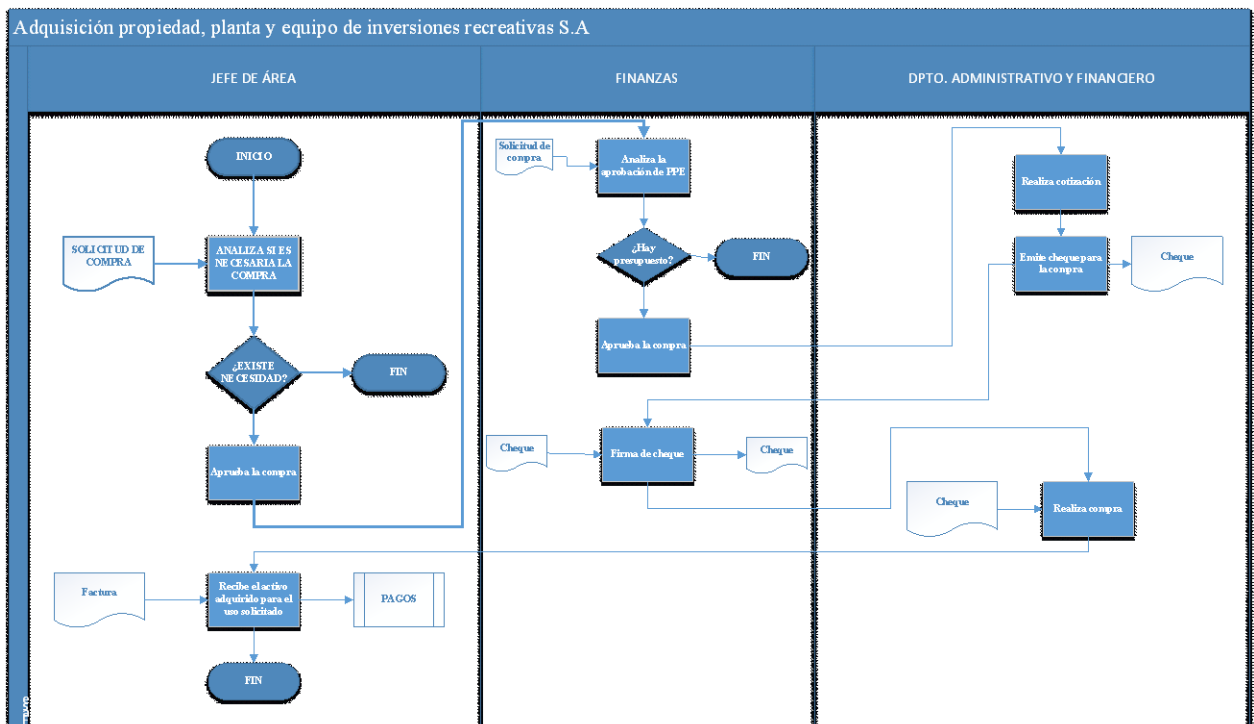 Adquisición propiedad, planta y equipo de inversiones recreativas S.A
JEFE DE ÁREA
FINANZAS
DPTO. ADMINISTRATIVO Y FINANCIERO
INICIO
SOLICITUD DE
COMPRA
ANALIZA SI ES
NECESARIA LA
COMPRA
¿EXISTE
NECESIDAD?
FIN
Aprueba la compra
Factura
Recibe el activo
adquirido para el
uso solicitado
PAGOS
FIN
Solicitud de
compra
Analiza la
aprobación de PPE
¿Hay
presupuesto?
FIN
Aprueba la compra
Cheque
Firma de cheque
Cheque
Realiza cotización
Emite cheque para
la compra
Cheque
Cheque
Realiza compra